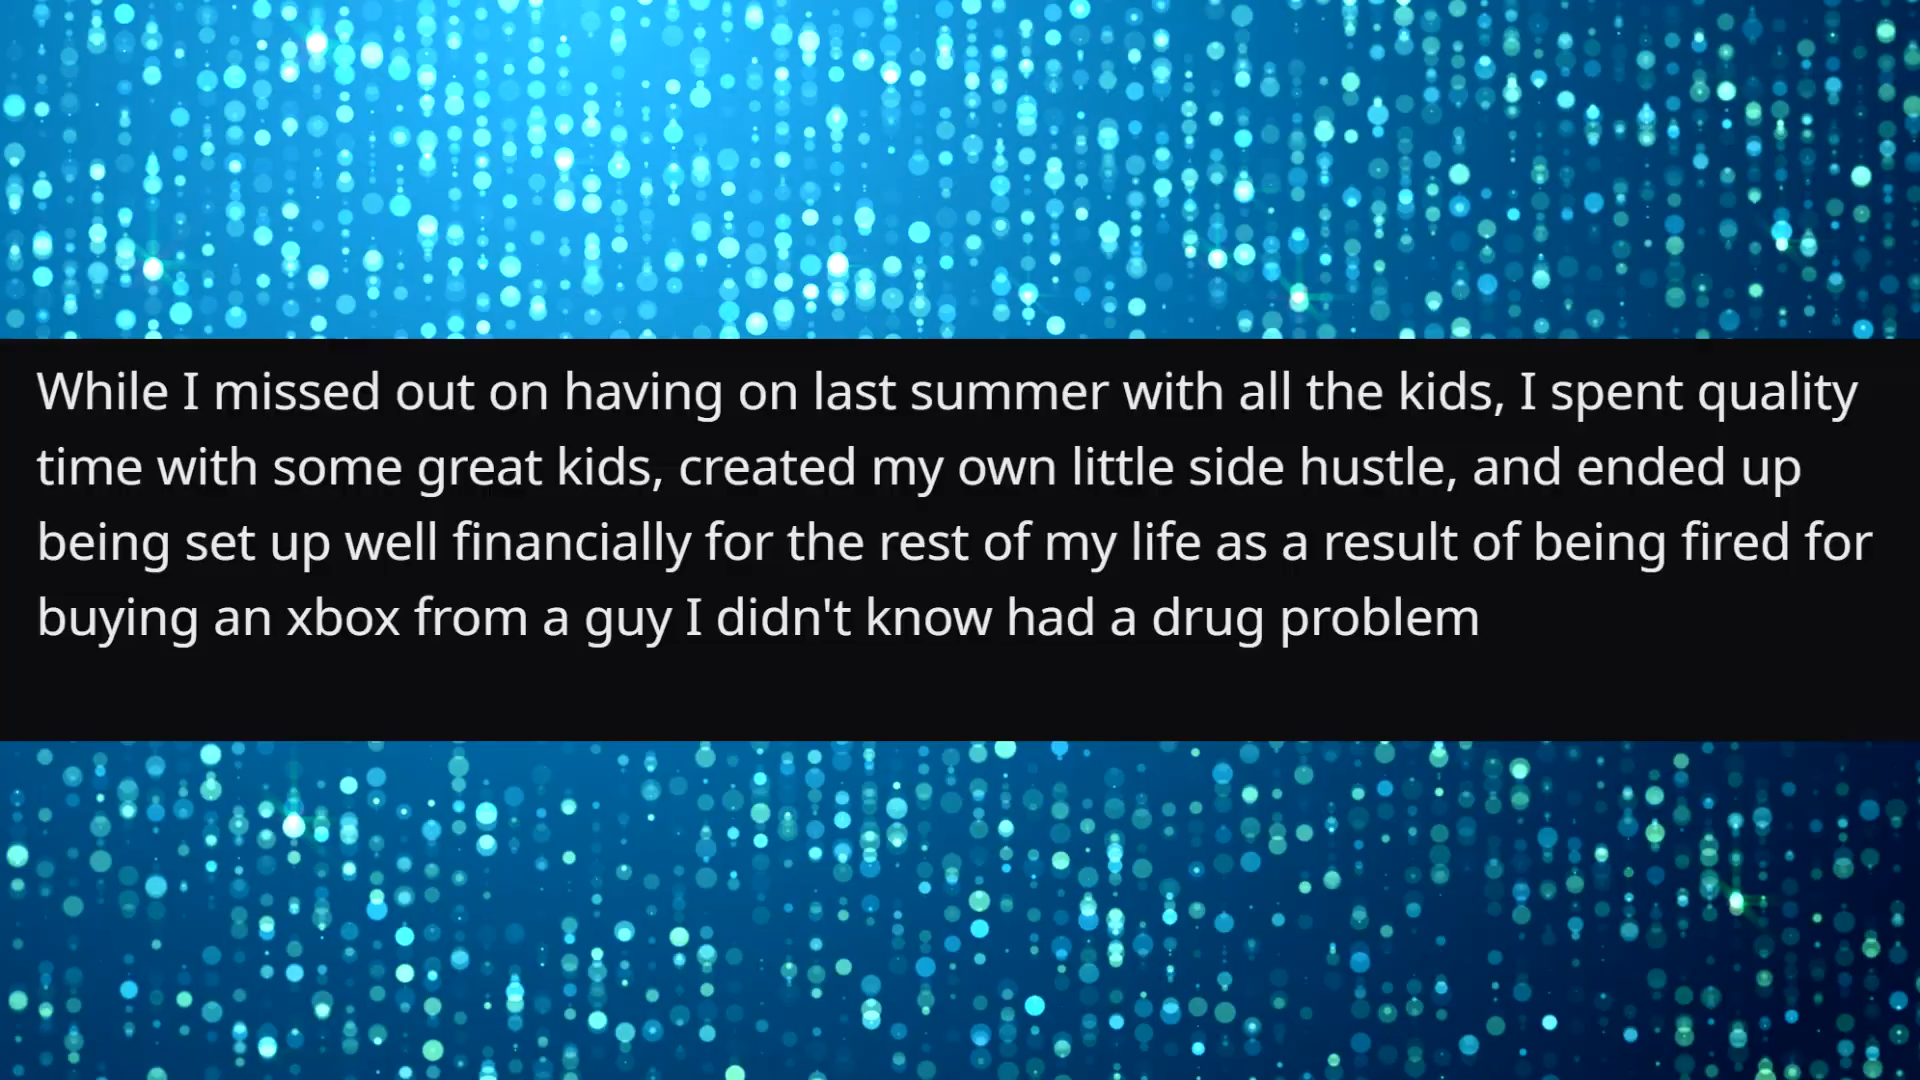 While I missed out on having on last summer with all the kids, I spent quality
time with some great kids, created my own little side hustle, and ended up
being set up well financially for the rest of my life as a result of being fired for
buying an xbox from a guy I didn't know had a drug problem